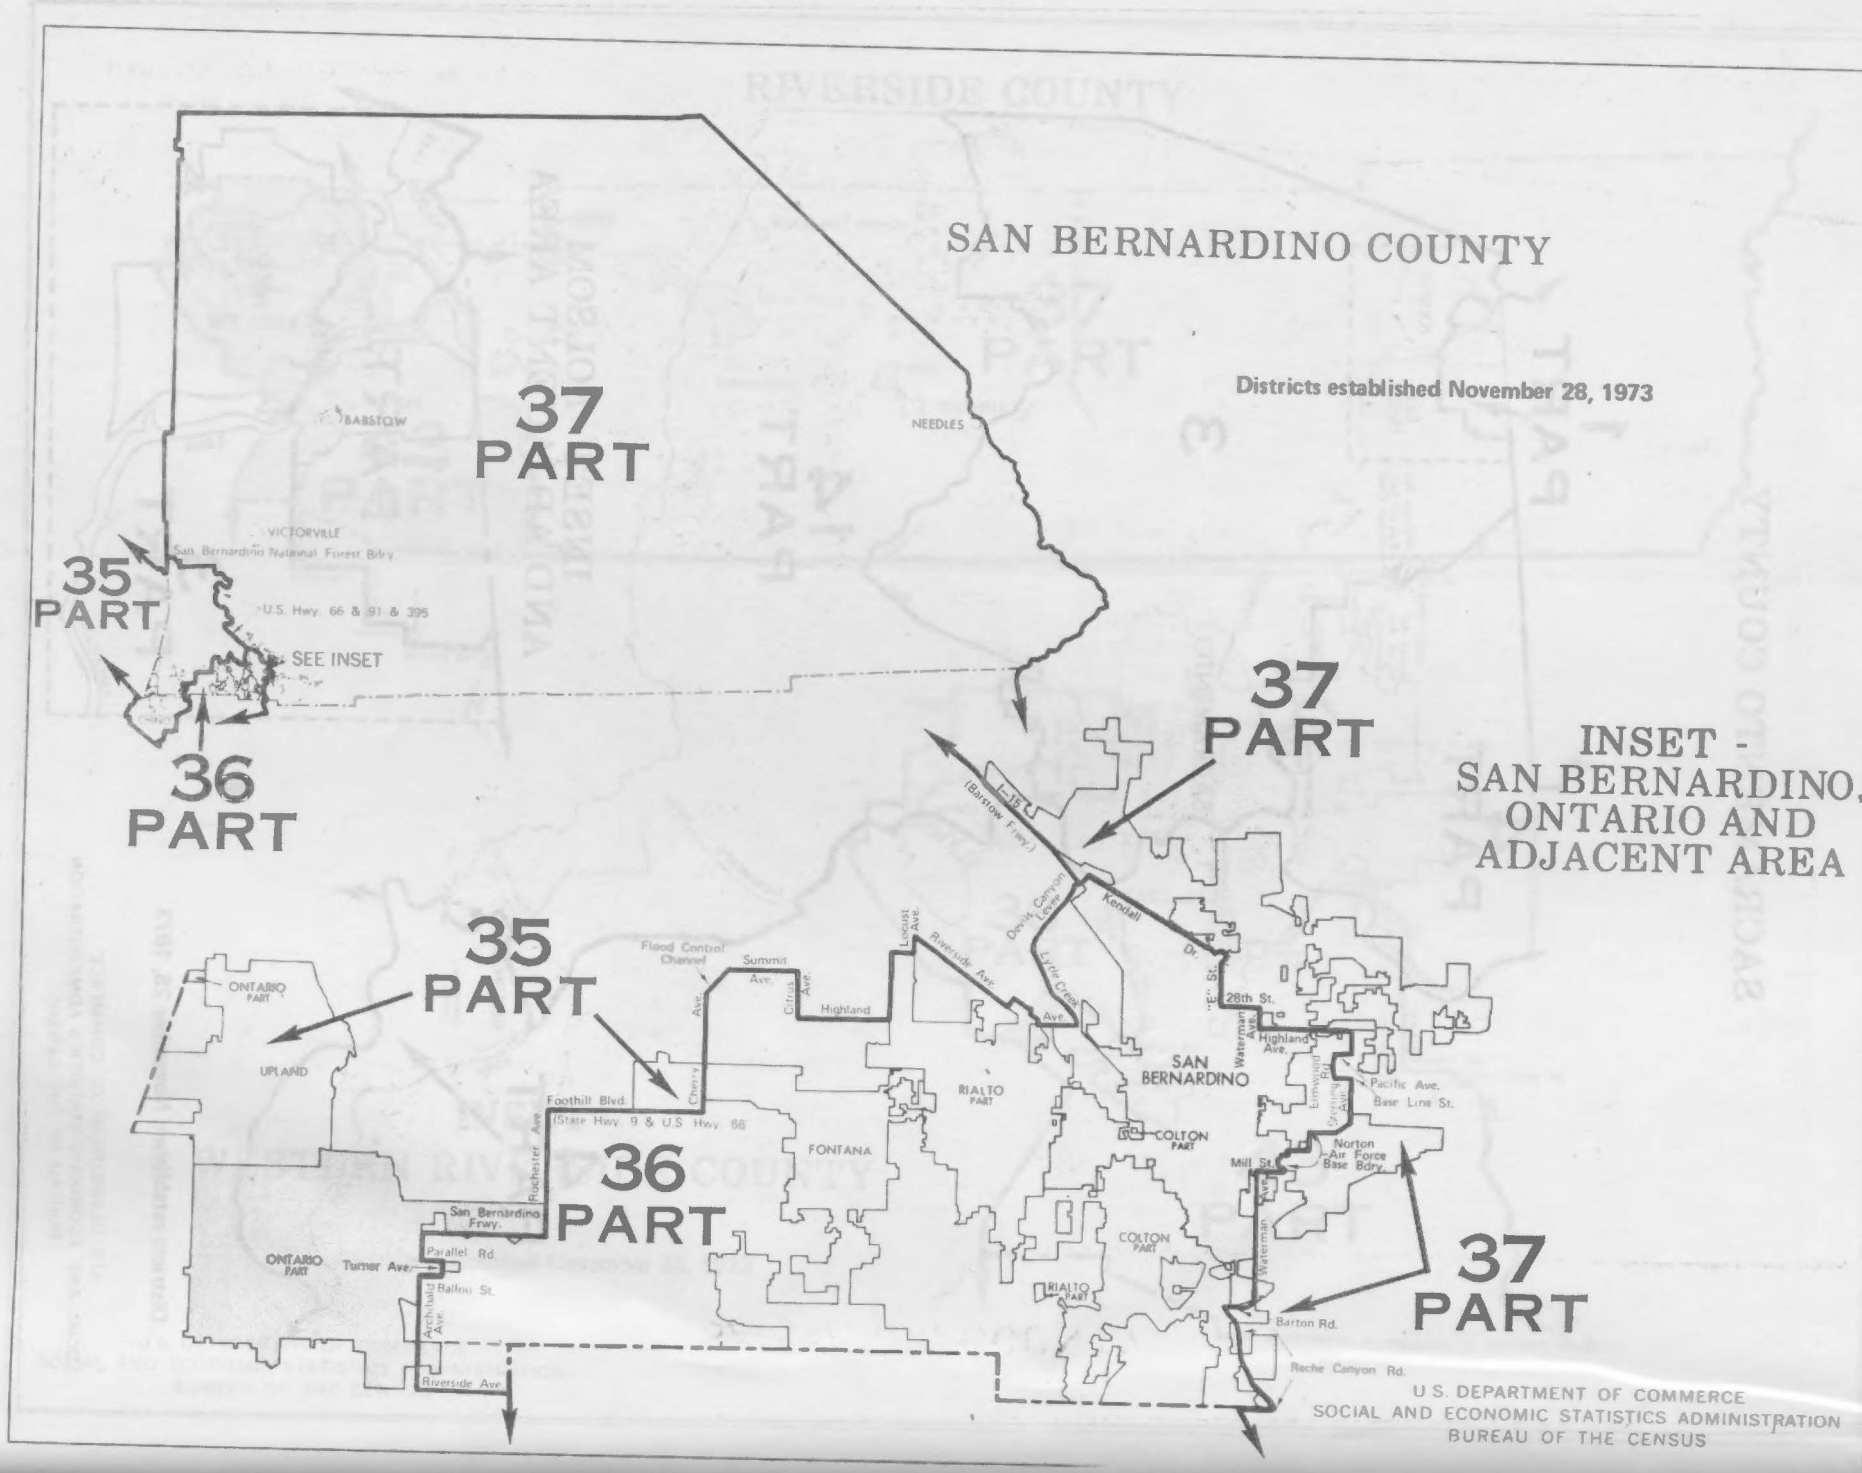 SAN BERNARDINO COUNTY
Districts established November 28, 1973
37
PART
BARSTOW
NEEDLES
VICTORVILLE
San Bernardino National Forest Bdry.
35
PART
U.S. Hwy. 66 & 91 & 395
SEE INSET
36
PART
37
PART
INSET -
SAN BERNARDINO,
ONTARIO AND
ADJACENT AREA
I-15
(Barstow Frwy.)
Devils Canyon
Levee
Kendall
Dr.
Lytle Creek
"E" St.
28th St.
Waterman
Ave.
Highland
Ave.
35
PART
Flood Control
Channel
Summit
Ave.
Citrus
Ave.
Highland
Locust
Ave.
Riverside Ave
Ave.
Ave.
Cherry
ONTARIO
PART
UPLAND
SAN
BERNARDINO
RIALTO
PART
Elmwood
Rd
Sterling
Ave.
Pacific Ave.
Base Line St.
Foothill Blvd.
(State Hwy. 9 & U.S Hwy. 66
Rochester Ave.
FONTANA
COLTON
PART
Norton
Air Force
Base Bdry.
Mill St.
Ave.
Waterman
36
PART
San Bernardino
Frwy.
Parallel Rd.
Turner Ave.
ONTARIO
PART
Archibald
Ave.
Riverside Ave
COLTON
PART
RIALTO
PART
37
PART
Barton Rd.
Reche Canyon Rd.
U.S. DEPARTMENT OF COMMERCE
SOCIAL AND ECONOMIC STATISTICS ADMINISTRATION
BUREAU OF THE CENSUS